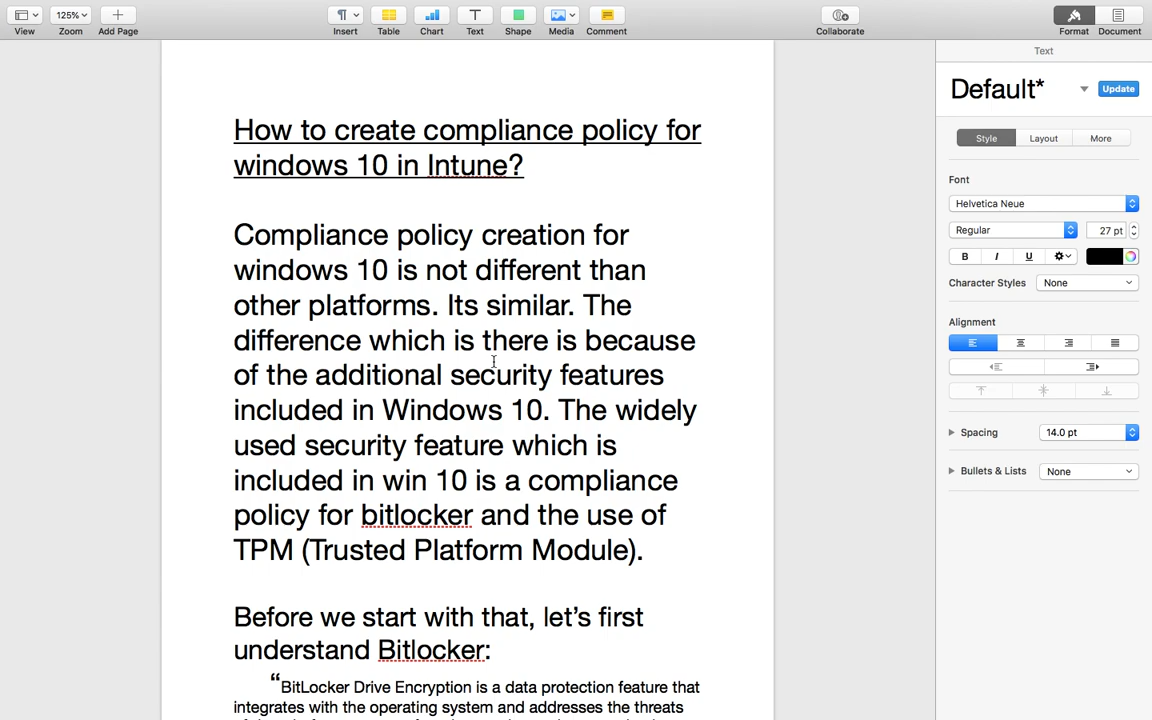 View
125%
Zoom
Add Page
Insert
Table
Chart
Text
Shape
Media
Comment
Collaborate
Format
Document
How to create compliance policy for
windows 10 in Intune?
Compliance policy creation for
windows 10 is not different than
other platforms. Its similar. The
difference which is there is because
of the additional security features
included in Windows 10. The widely
used security feature which is
included in win 10 is a compliance
policy for bitlocker and the use of
TPM (Trusted Platform Module).
Before we start with that, let’s first
understand Bitlocker:
“BitLocker Drive Encryption is a data protection feature that
integrates with the operating system and addresses the threats
Text
Default*
Update
Style
Layout
More
Font
Helvetica Neue
Regular
27 pt
B I U
Character Styles
None
Alignment
Spacing
14.0 pt
Bullets & Lists
None